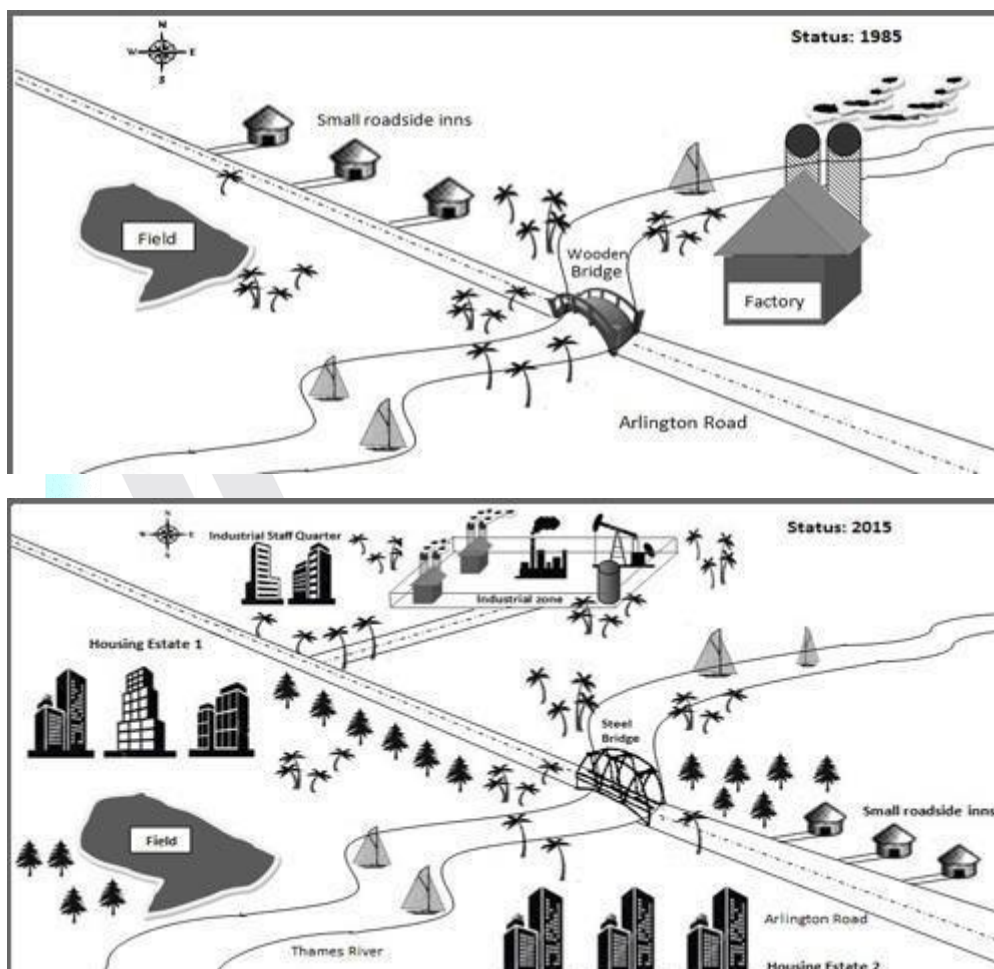 N
Status: 1985
W E
S
Small roadside inns
Field
Wooden
Bridge
Factory
Arlington Road
N
Status: 2015
W E
S
Industrial Staff Quarter
Industrial zone
Housing Estate 1
Steel
Bridge
Small roadside inns
Field
Arlington Road
Thames River
Housing Estate 2